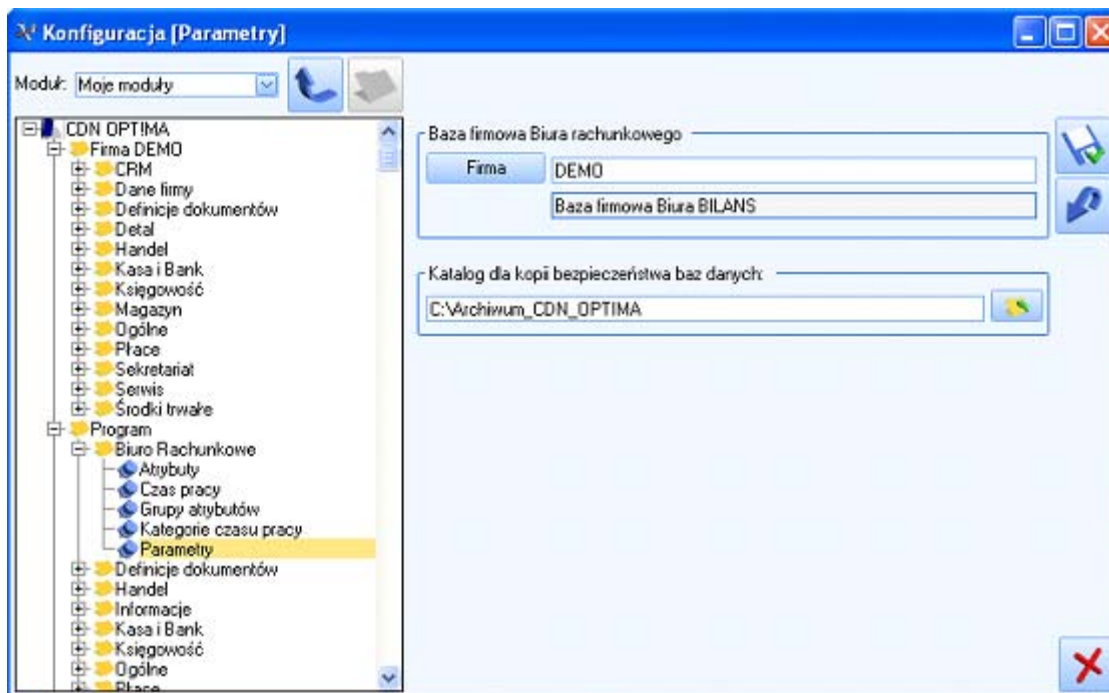 Konfiguracja [Parametry]
Moduł: Moje moduły
CDN OPT!MA
Firma DEMO
CRM
Dane firmy
Definicje dokumentów
Detal
Handel
Kasa i Bank
Księgowość
Magazyn
Ogólne
Płace
Sekretariat
Serwis
Środki trwałe
Program
Biuro Rachunkowe
Atrybuty
Czas pracy
Grupy atrybutów
Kategorie czasu pracy
Parametry
Definicje dokumentów
Handel
Informacje
Kasa i Bank
Księgowość
Ogólne
Płace
Baza firmowa Biura rachunkowego
Firma DEMO
Baza firmowa Biura BILANS
Katalog dla kopii bezpieczeństwa baz danych:
C:\Archiwum_CDN_OPTIMA